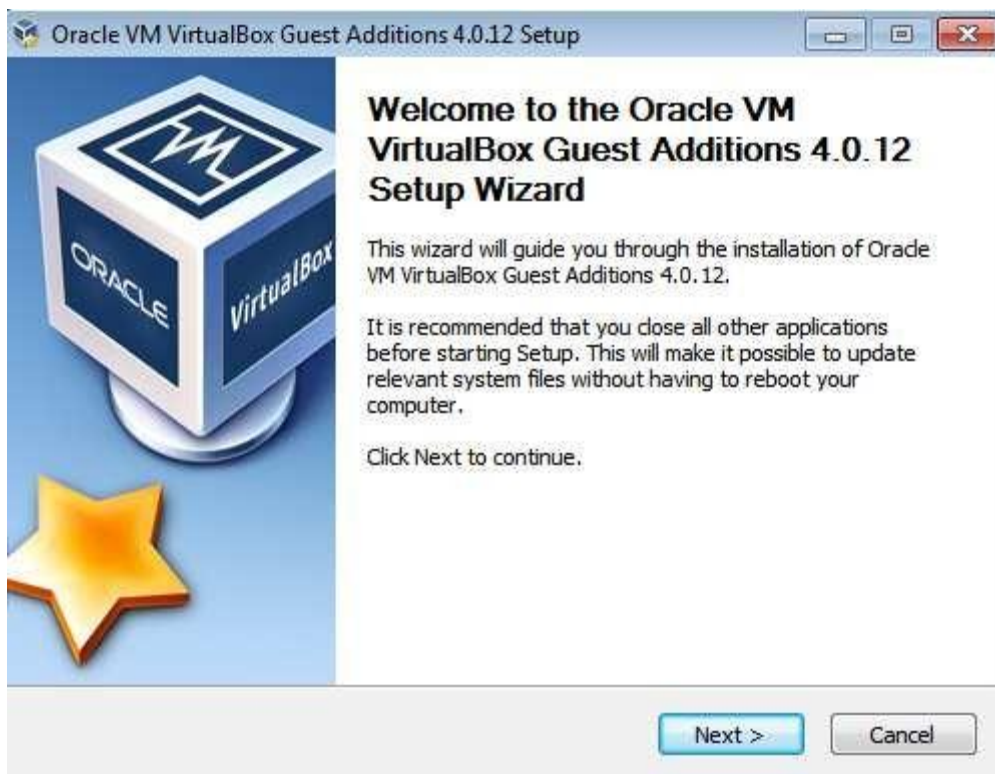 Oracle VM VirtualBox Guest Additions 4.0.12 Setup
Welcome to the Oracle VM
VirtualBox Guest Additions 4.0.12
Setup Wizard
This wizard will guide you through the installation of Oracle
VM VirtualBox Guest Additions 4.0.12.
It is recommended that you close all other applications
before starting Setup. This will make it possible to update
relevant system files without having to reboot your
computer.
Click Next to continue.
ORACLE
VirtualBox
Next >
Cancel